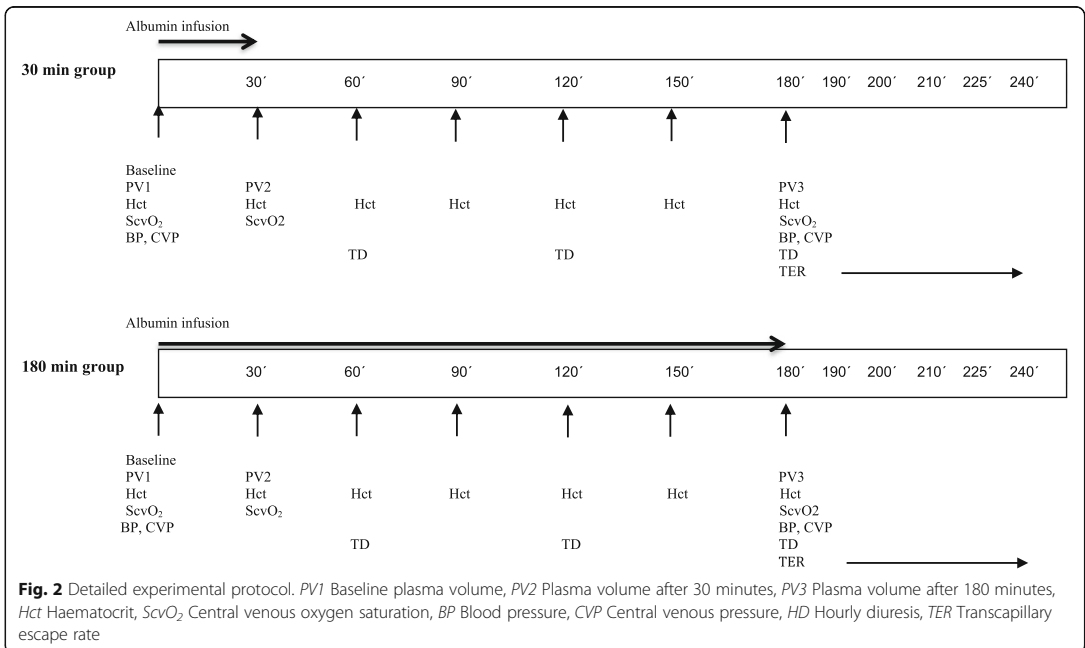 Albumin infusion
30 min group
30´ 60´ 90´ 120´ 150´ 180´ 190´ 200´ 210´ 225´ 240´
Baseline
PV1 PV2 PV3
Hct Hct Hct Hct Hct Hct Hct
ScvO₂ ScvO2 ScvO₂
BP, CVP BP, CVP
TD TD TD
TER
Albumin infusion
180 min group
30´ 60´ 90´ 120´ 150´ 180´ 190´ 200´ 210´ 225´ 240´
Baseline
PV1 PV2 PV3
Hct Hct Hct Hct Hct Hct Hct
ScvO₂ ScvO₂ ScvO2
BP, CVP BP, CVP
TD TD TD
TER
Fig. 2 Detailed experimental protocol. PV1 Baseline plasma volume, PV2 Plasma volume after 30 minutes, PV3 Plasma volume after 180 minutes,
Hct Haematocrit, ScvO₂ Central venous oxygen saturation, BP Blood pressure, CVP Central venous pressure, HD Hourly diuresis, TER Transcapillary
escape rate